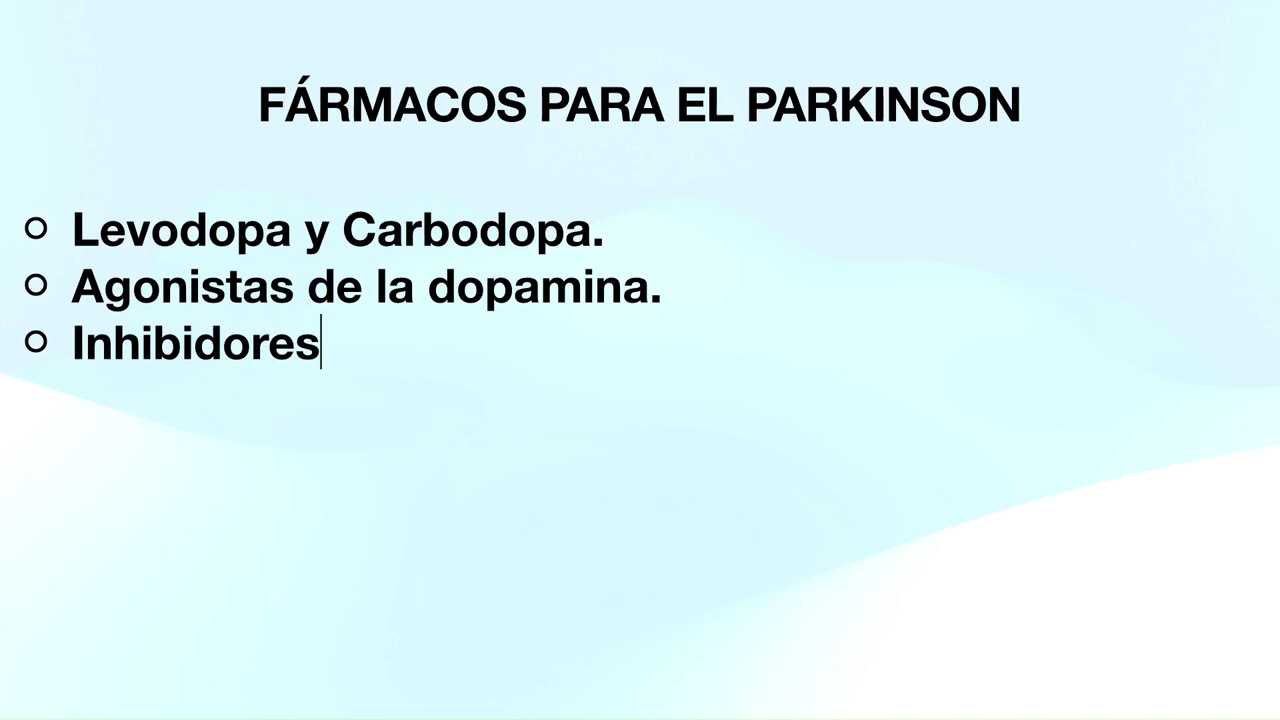 FÁRMACOS PARA EL PARKINSON
Levodopa y Carbodopa.
Agonistas de la dopamina.
Inhibidores